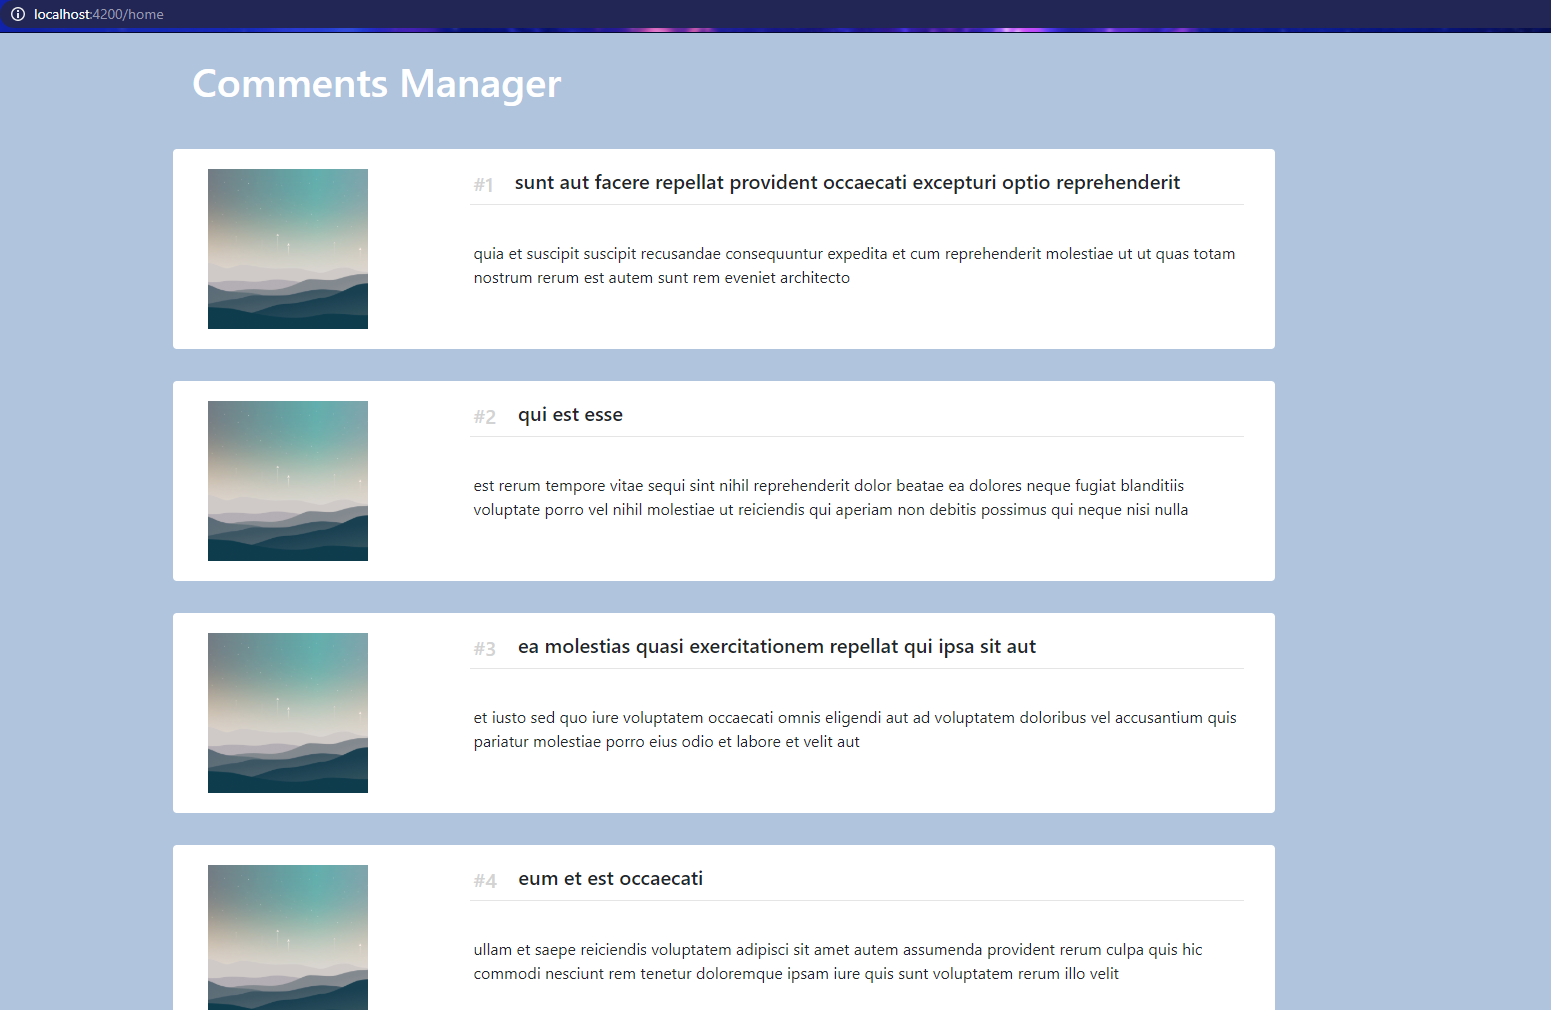 localhost:4200/home
Comments Manager
#1 sunt aut facere repellat provident occaecati excepturi optio reprehenderit
quia et suscipit suscipit recusandae consequuntur expedita et cum reprehenderit molestiae ut ut quas totam
nostrum rerum est autem sunt rem eveniet architecto
#2 qui est esse
est rerum tempore vitae sequi sint nihil reprehenderit dolor beatae ea dolores neque fugiat blanditiis
voluptate porro vel nihil molestiae ut reiciendis qui aperiam non debitis possimus qui neque nisi nulla
#3 ea molestias quasi exercitationem repellat qui ipsa sit aut
et iusto sed quo iure voluptatem occaecati omnis eligendi aut ad voluptatem doloribus vel accusantium quis
pariatur molestiae porro eius odio et labore et velit aut
#4 eum et est occaecati
ullam et saepe reiciendis voluptatem adipisci sit amet autem assumenda provident rerum culpa quis hic
commodi nesciunt rem tenetur doloremque ipsam iure quis sunt voluptatem rerum illo velit